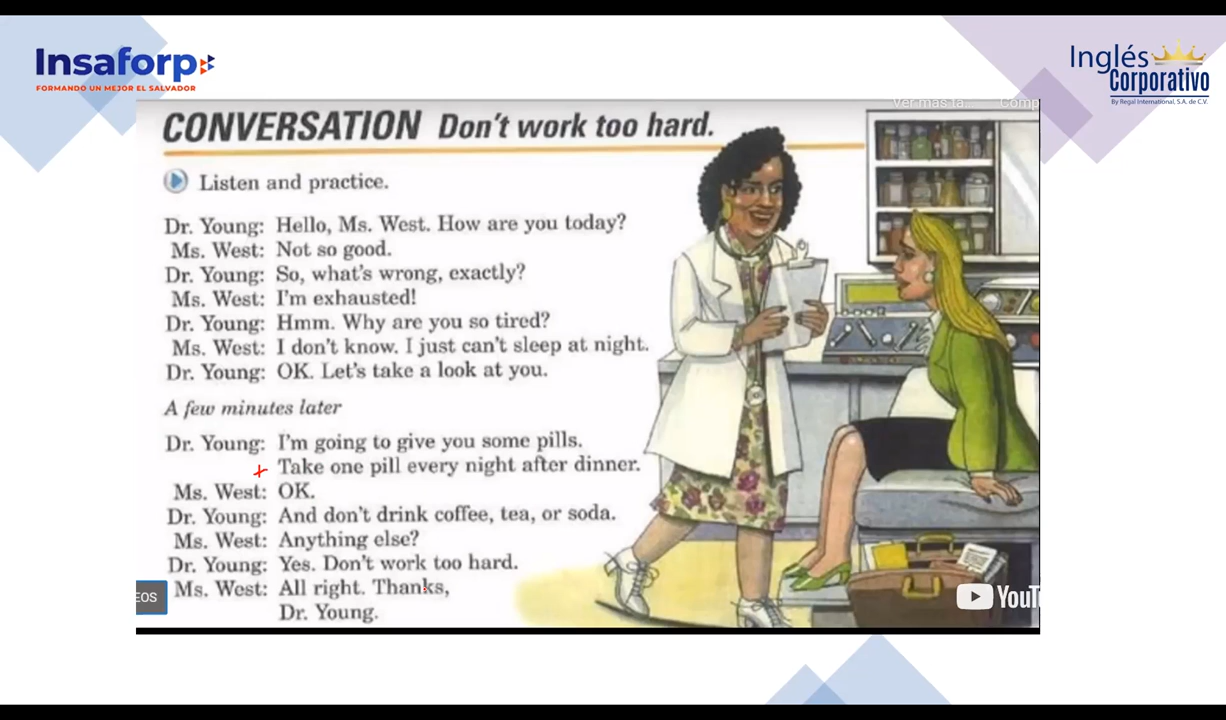 Insaforp
FORMANDO UN MEJOR EL SALVADOR
Inglés
Corporativo
By Regal International, S.A. de C.V.
CONVERSATION Don't work too hard.
Listen and practice.
Dr. Young: Hello, Ms. West. How are you today?
Ms. West: Not so good.
Dr. Young: So, what's wrong, exactly?
Ms. West: I'm exhausted!
Dr. Young: Hmm. Why are you so tired?
Ms. West: I don't know. I just can't sleep at night.
Dr. Young: OK. Let's take a look at you.
A few minutes later
Dr. Young: I'm going to give you some pills.
Take one pill every night after dinner.
Ms. West: OK.
Dr. Young: And don't drink coffee, tea, or soda.
Ms. West: Anything else?
Dr. Young: Yes. Don't work too hard.
Ms. West: All right. Thanks,
Dr. Young.
EOS